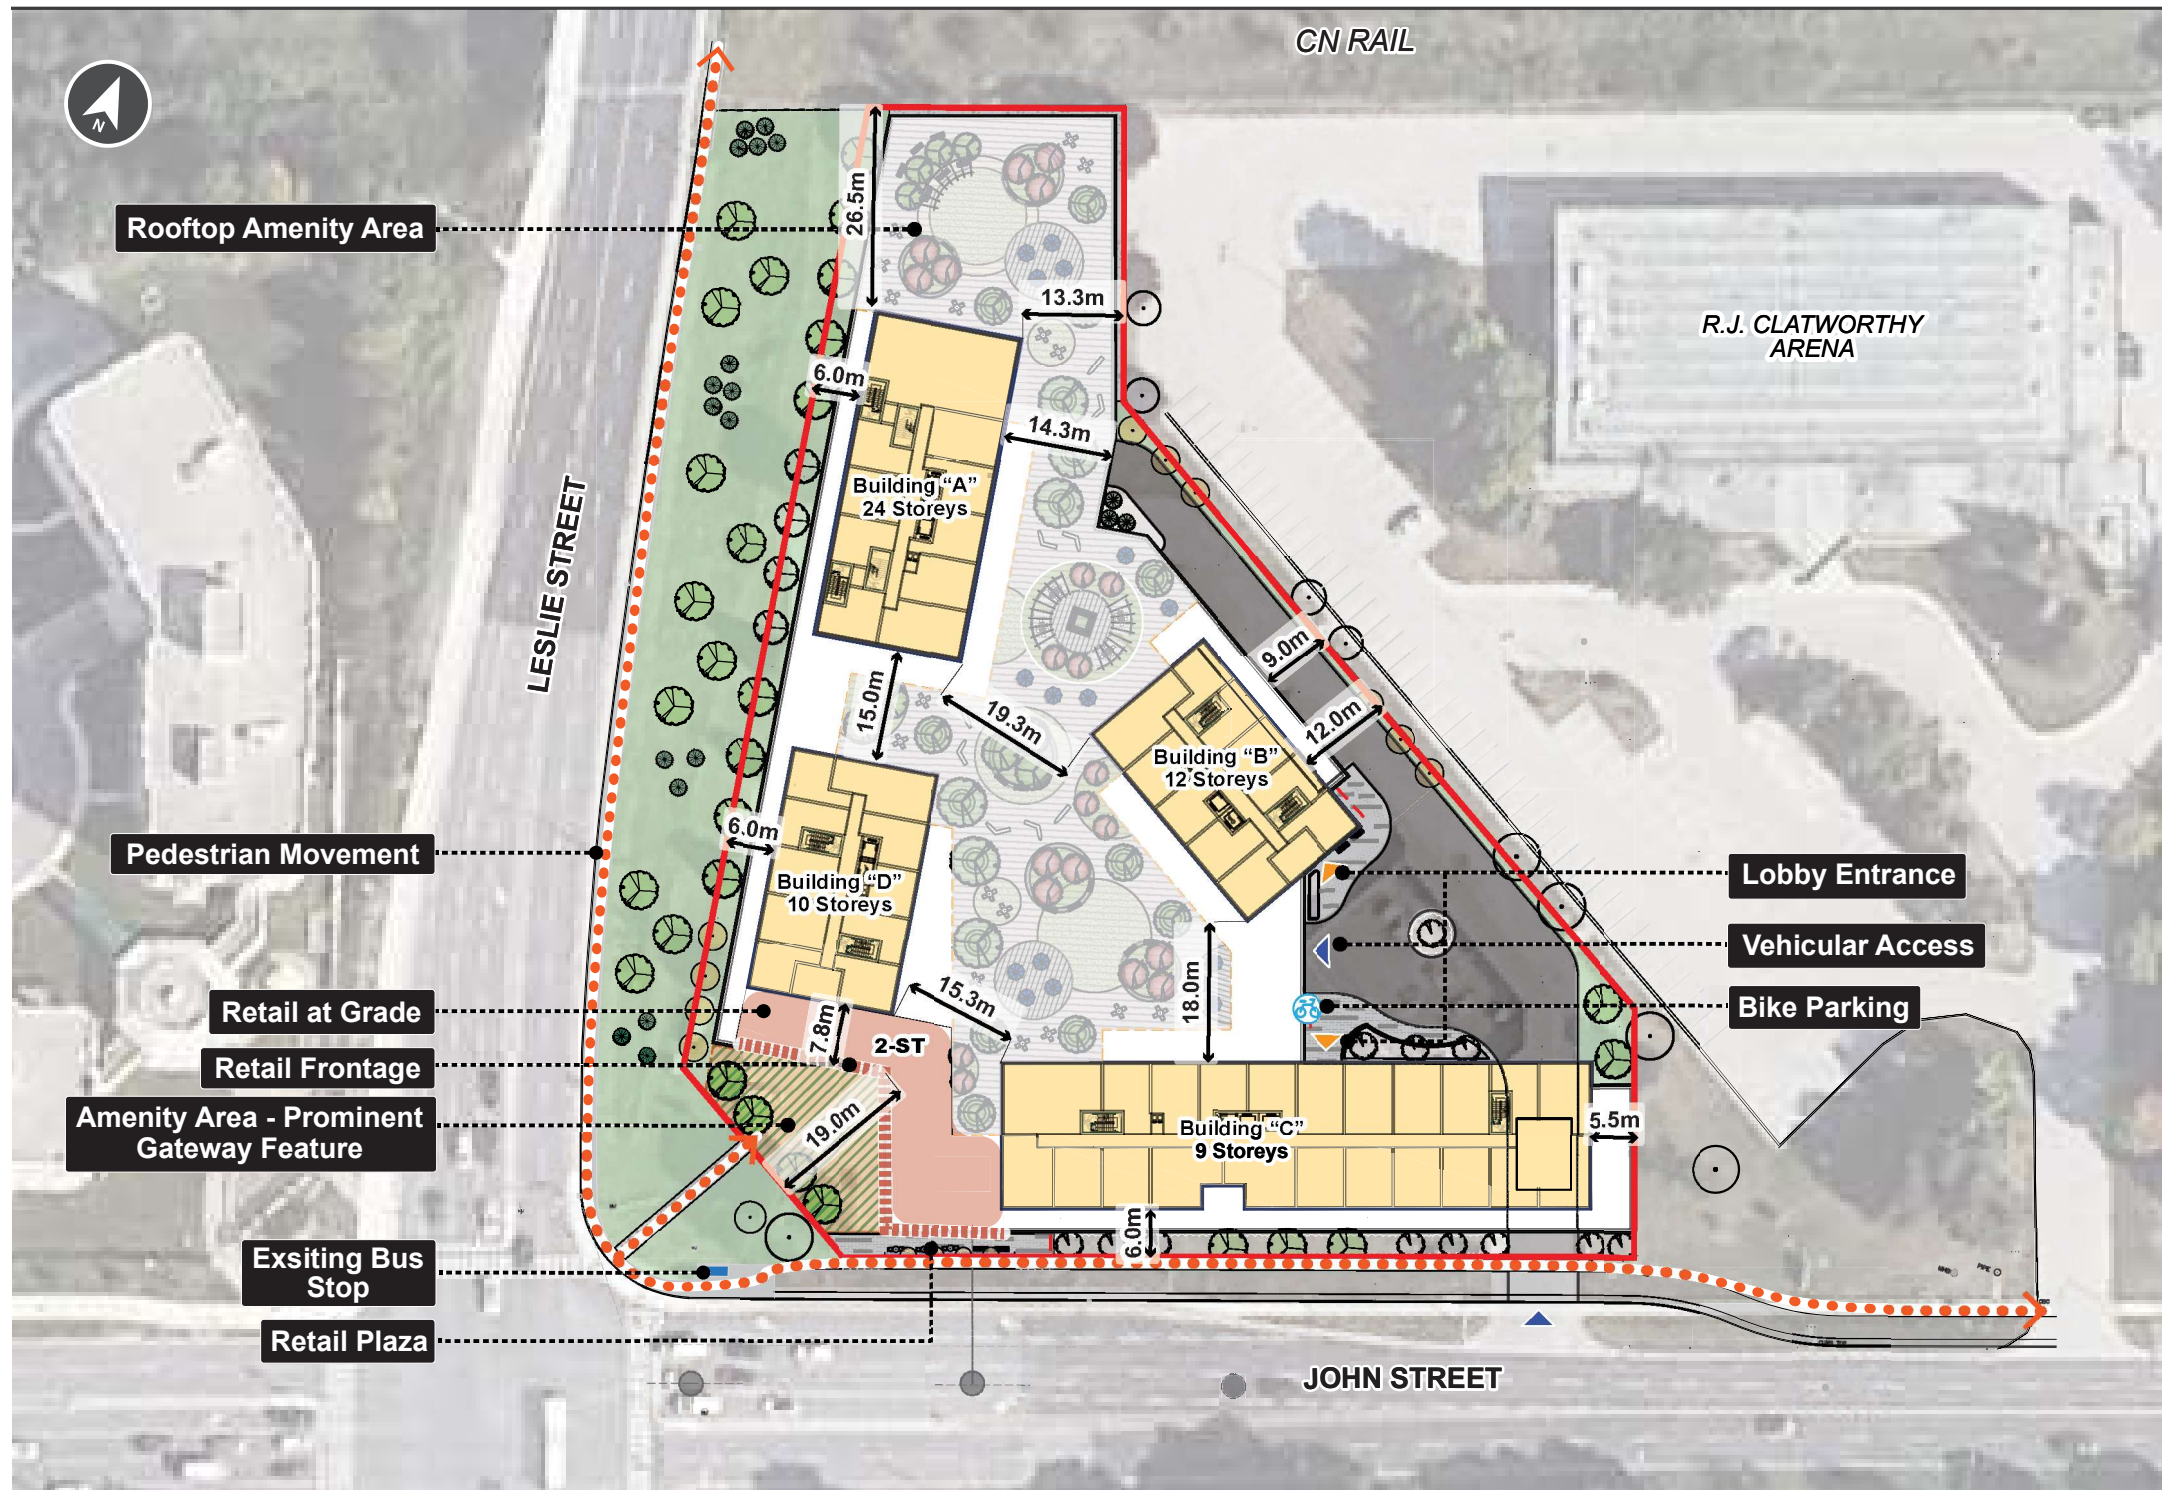 CN RAIL
N
Rooftop Amenity Area
26.5m
13.3m
R.J. CLATWORTHY
ARENA
6.0m
14.3m
Building “A”
24 Storeys
LESLIE STREET
9.0m
15.0m
19.3m
12.0m
Building “B”
12 Storeys
6.0m
Pedestrian Movement
Building “D”
10 Storeys
Lobby Entrance
Vehicular Access
18.0m
15.3m
Retail at Grade
Bike Parking
7.8m
2-ST
Retail Frontage
Amenity Area - Prominent
Gateway Feature
19.0m
Building “C”
9 Storeys
5.5m
6.0m
Exsiting Bus
Stop
Retail Plaza
JOHN STREET